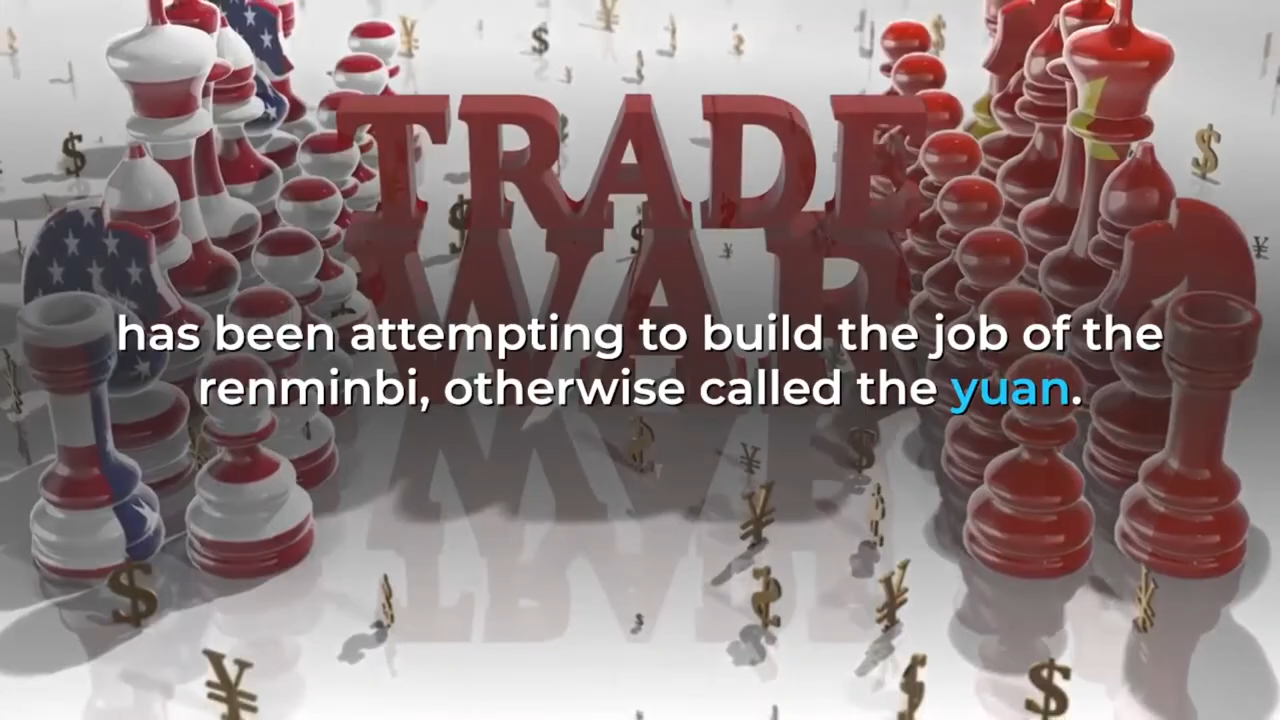 TRADE
WAR
has been attempting to build the job of the
renminbi, otherwise called the yuan.